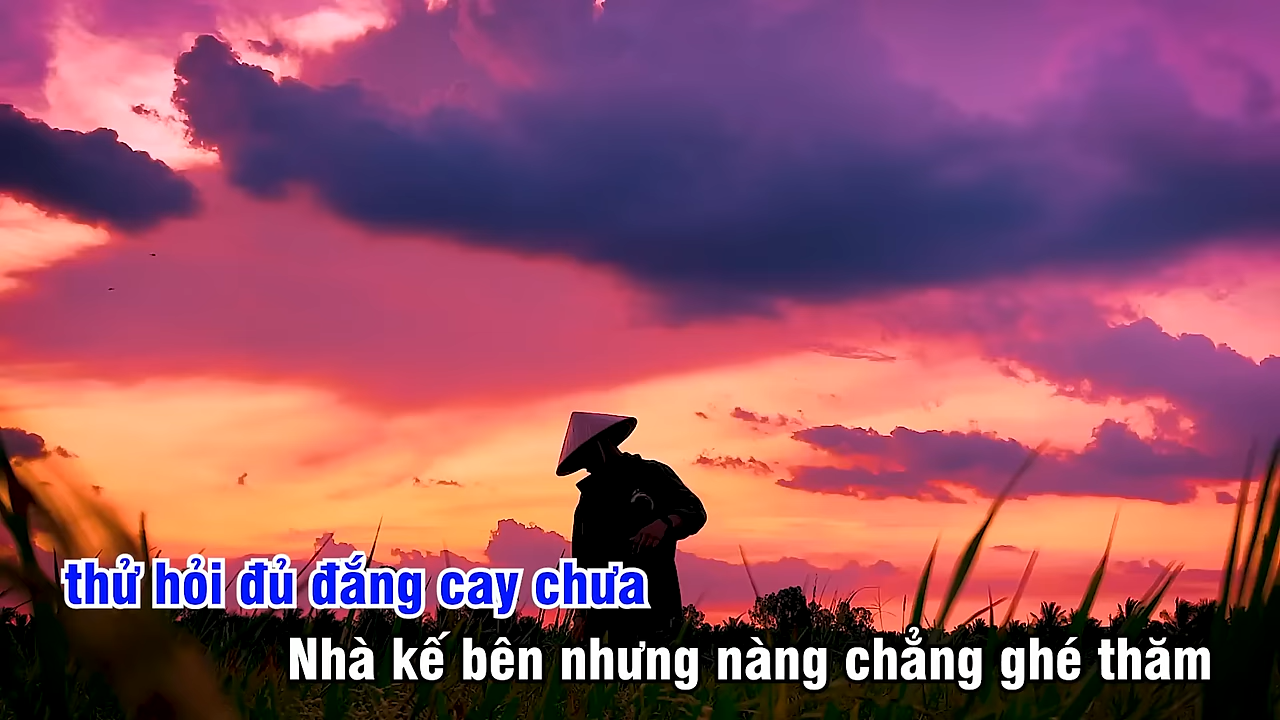 thử hỏi đủ đắng cay chưa
Nhà kế bên nhưng nàng chẳng ghé thăm